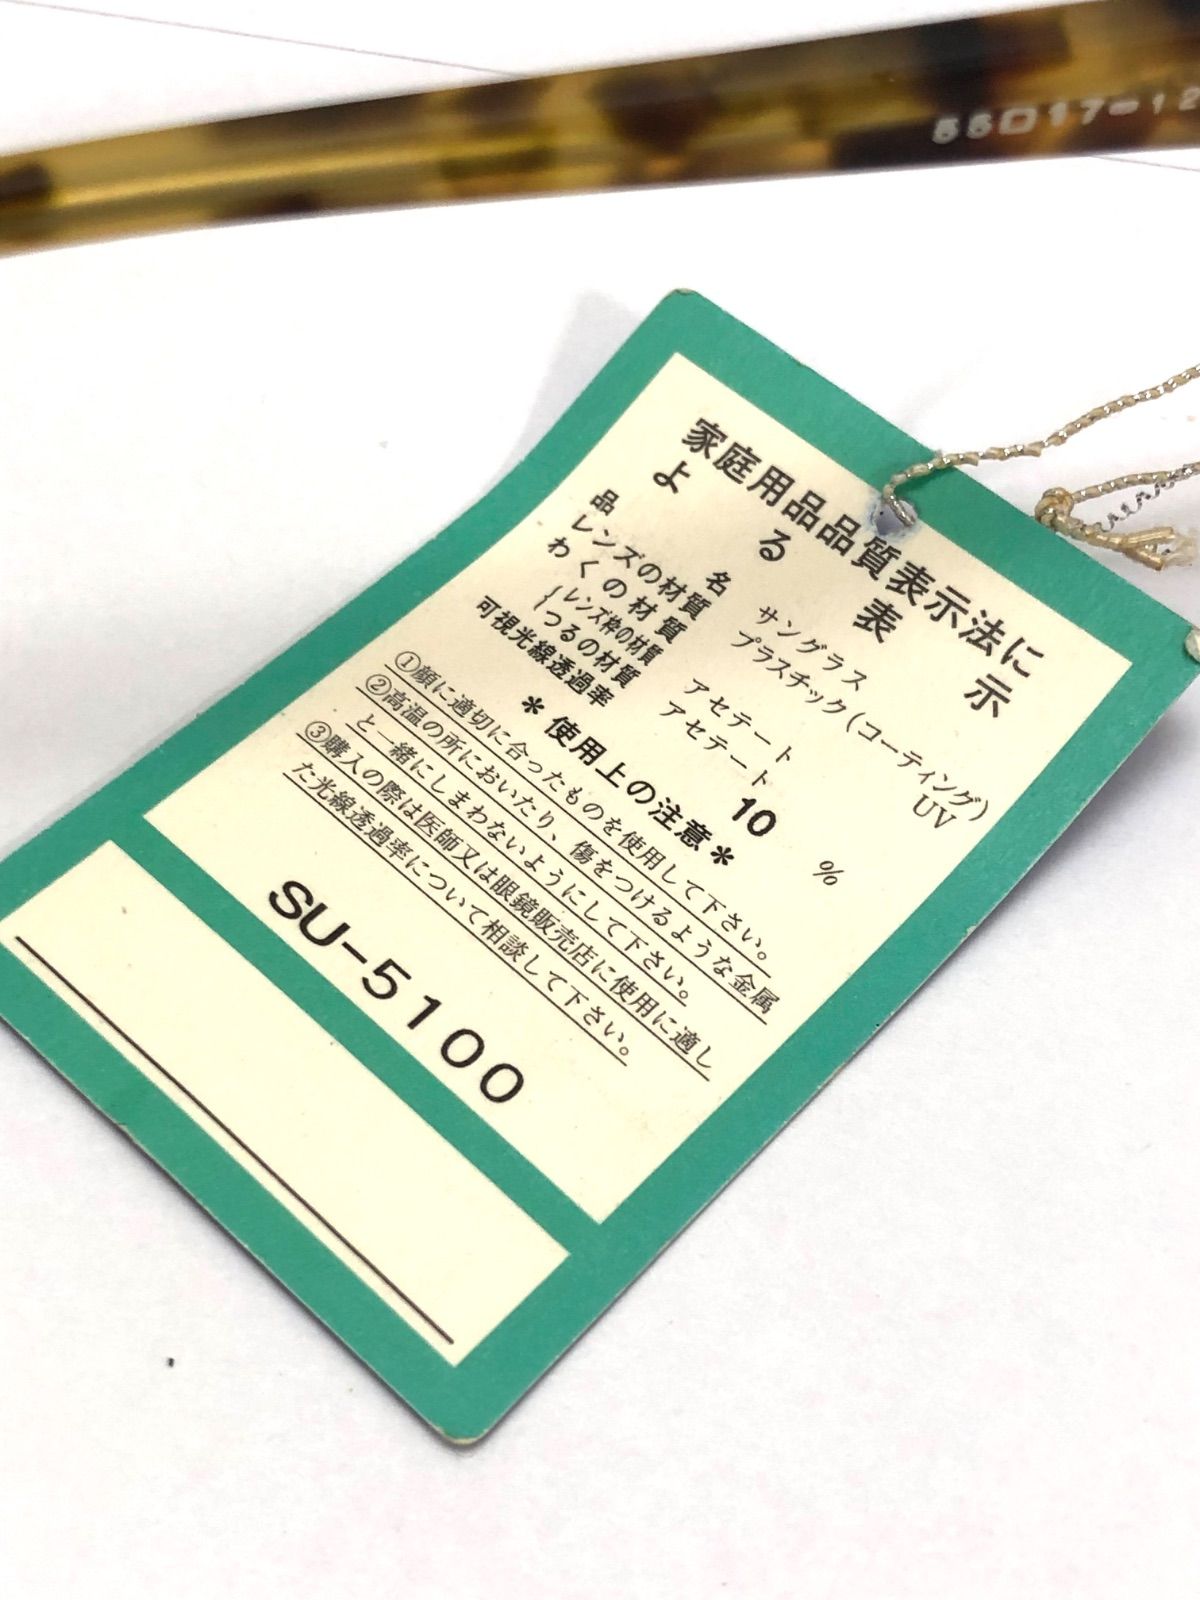 55□17-12
家庭用品品質表示法に
よる表示
品名 サングラス
レンズの材質 プラスチック(コーティング)
UV
わくの材質
レンズ枠の材質 アセテート
つるの材質 アセテート
可視光線透過率 10 %
＊使用上の注意＊
①顔に適切に合ったものを使用して下さい。
②高温の所においたり、傷をつけるような金属
と一緒にしまわないようにして下さい。
③購入の際は医師又は眼鏡販売店に使用に適し
た光線透過率について相談して下さい。
SU-5100